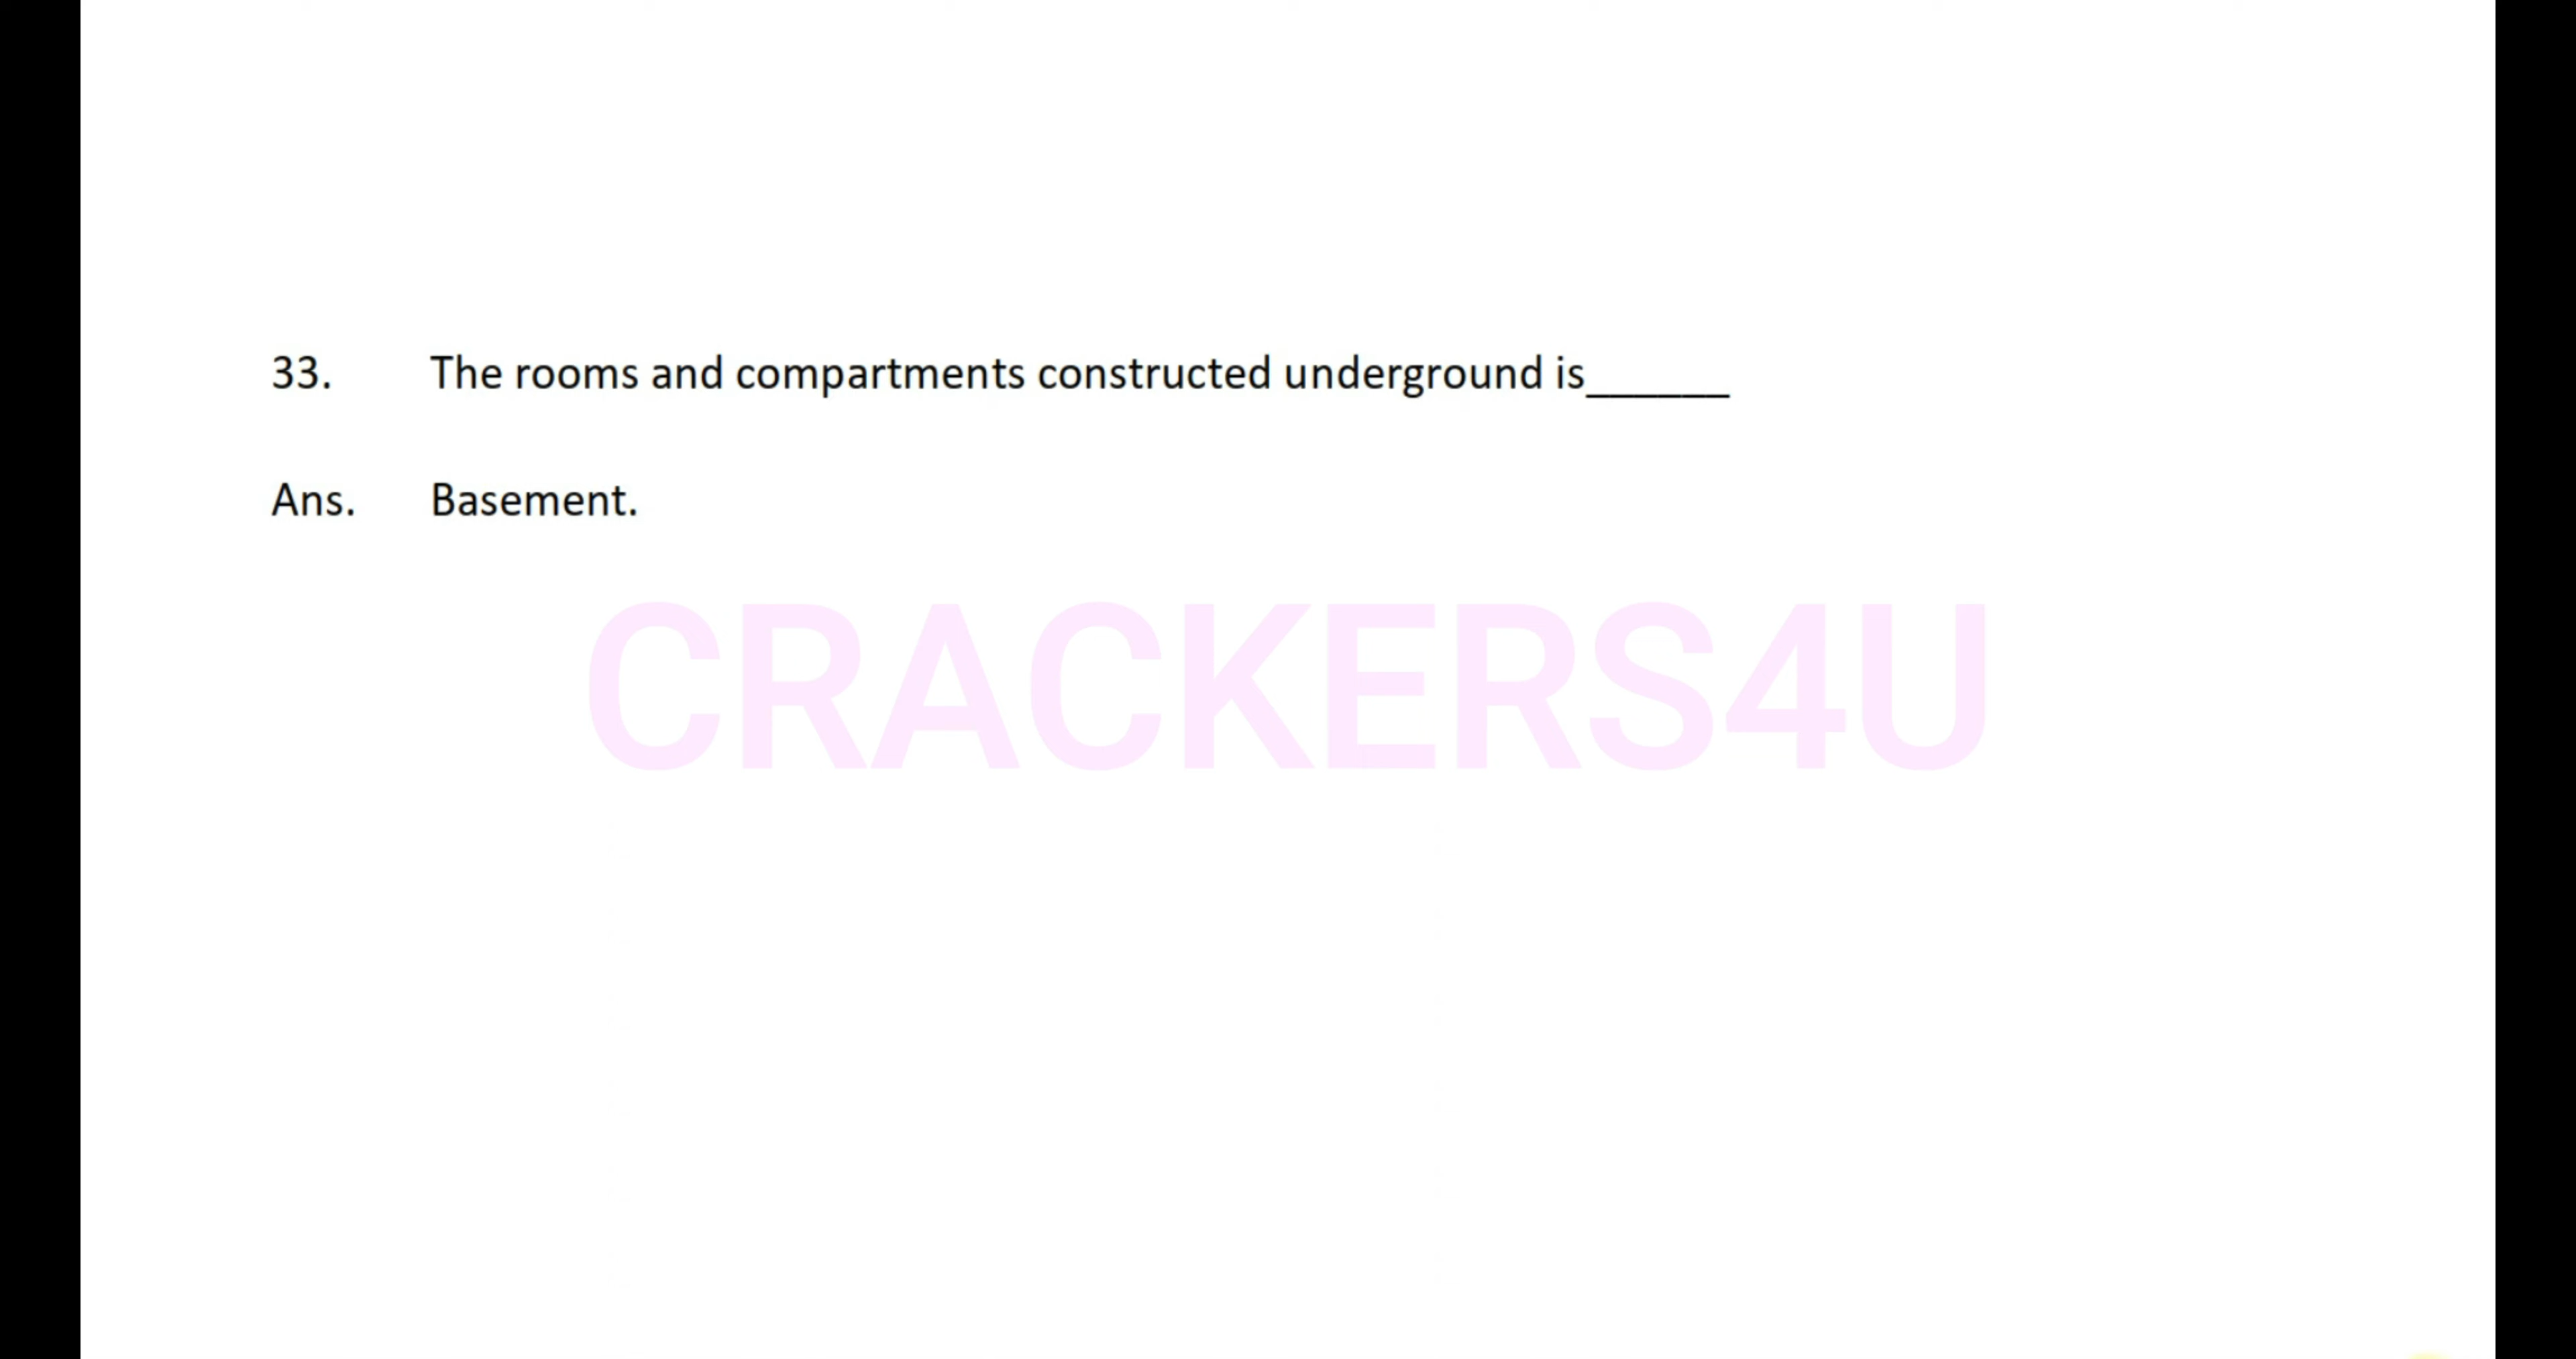 33. The rooms and compartments constructed underground is______
Ans. Basement.
CRACKERS4U